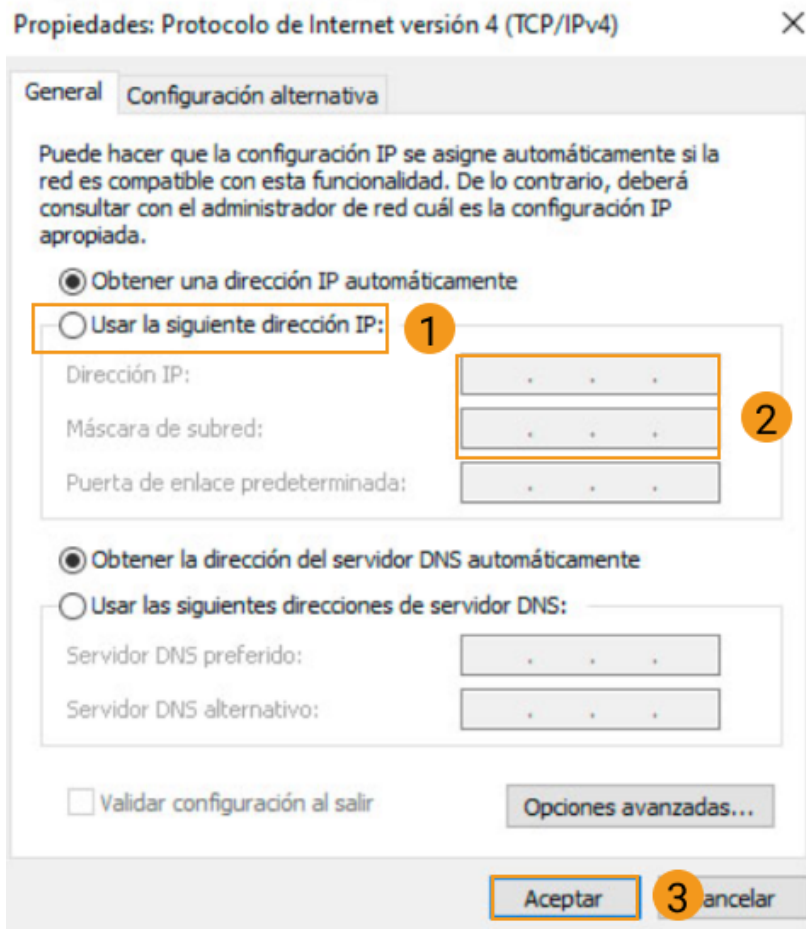 Propiedades: Protocolo de Internet versión 4 (TCP/IPv4)
General
Configuración alternativa
Puede hacer que la configuración IP se asigne automáticamente si la
red es compatible con esta funcionalidad. De lo contrario, deberá
consultar con el administrador de red cuál es la configuración IP
apropiada.
Obtener una dirección IP automáticamente
Usar la siguiente dirección IP:
1
Dirección IP:
Máscara de subred:
2
Puerta de enlace predeterminada:
Obtener la dirección del servidor DNS automáticamente
Usar las siguientes direcciones de servidor DNS:
Servidor DNS preferido:
Servidor DNS alternativo:
Validar configuración al salir
Opciones avanzadas...
Aceptar
3
ancelar